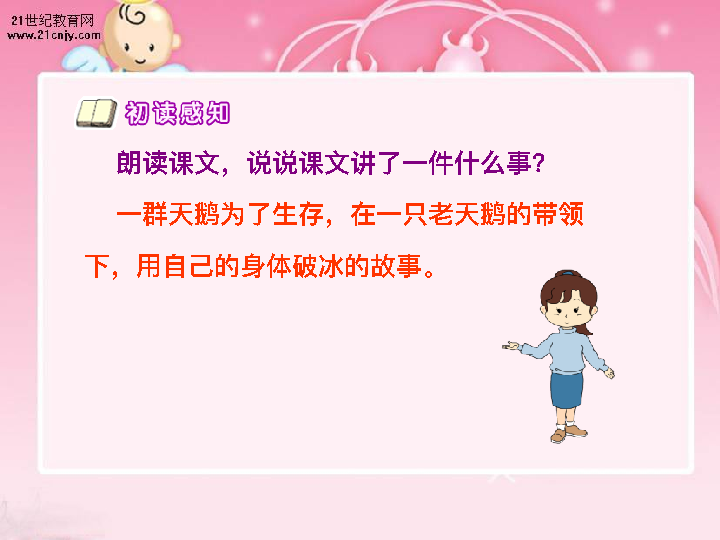 21世纪教育网
www.21cnjy.com
初读感知
朗读课文，说说课文讲了一件什么事？
一群天鹅为了生存，在一只老天鹅的带领
下，用自己的身体破冰的故事。